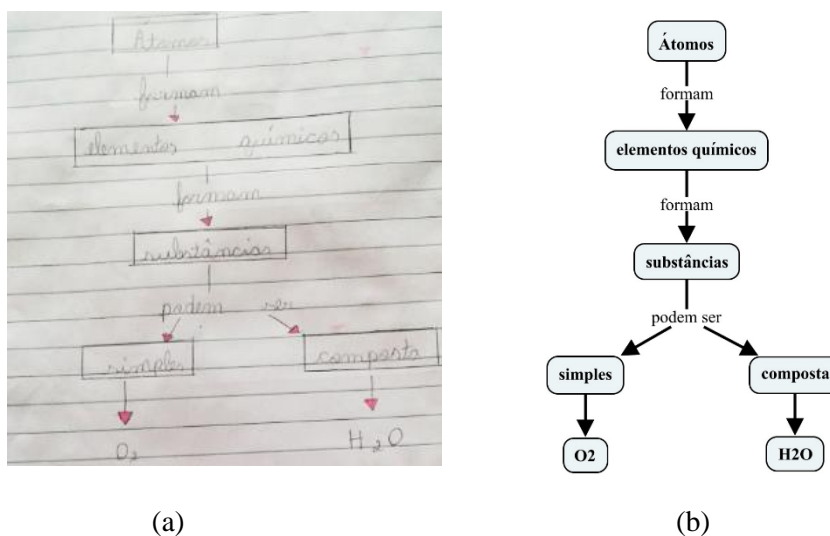 Átomos
formam
elementos químicos
formam
substâncias
podem ser
simples composta
O2 H2O
(a)
Átomos
formam
elementos químicos
formam
substâncias
podem ser
simples composta
O2 H2O
(b)